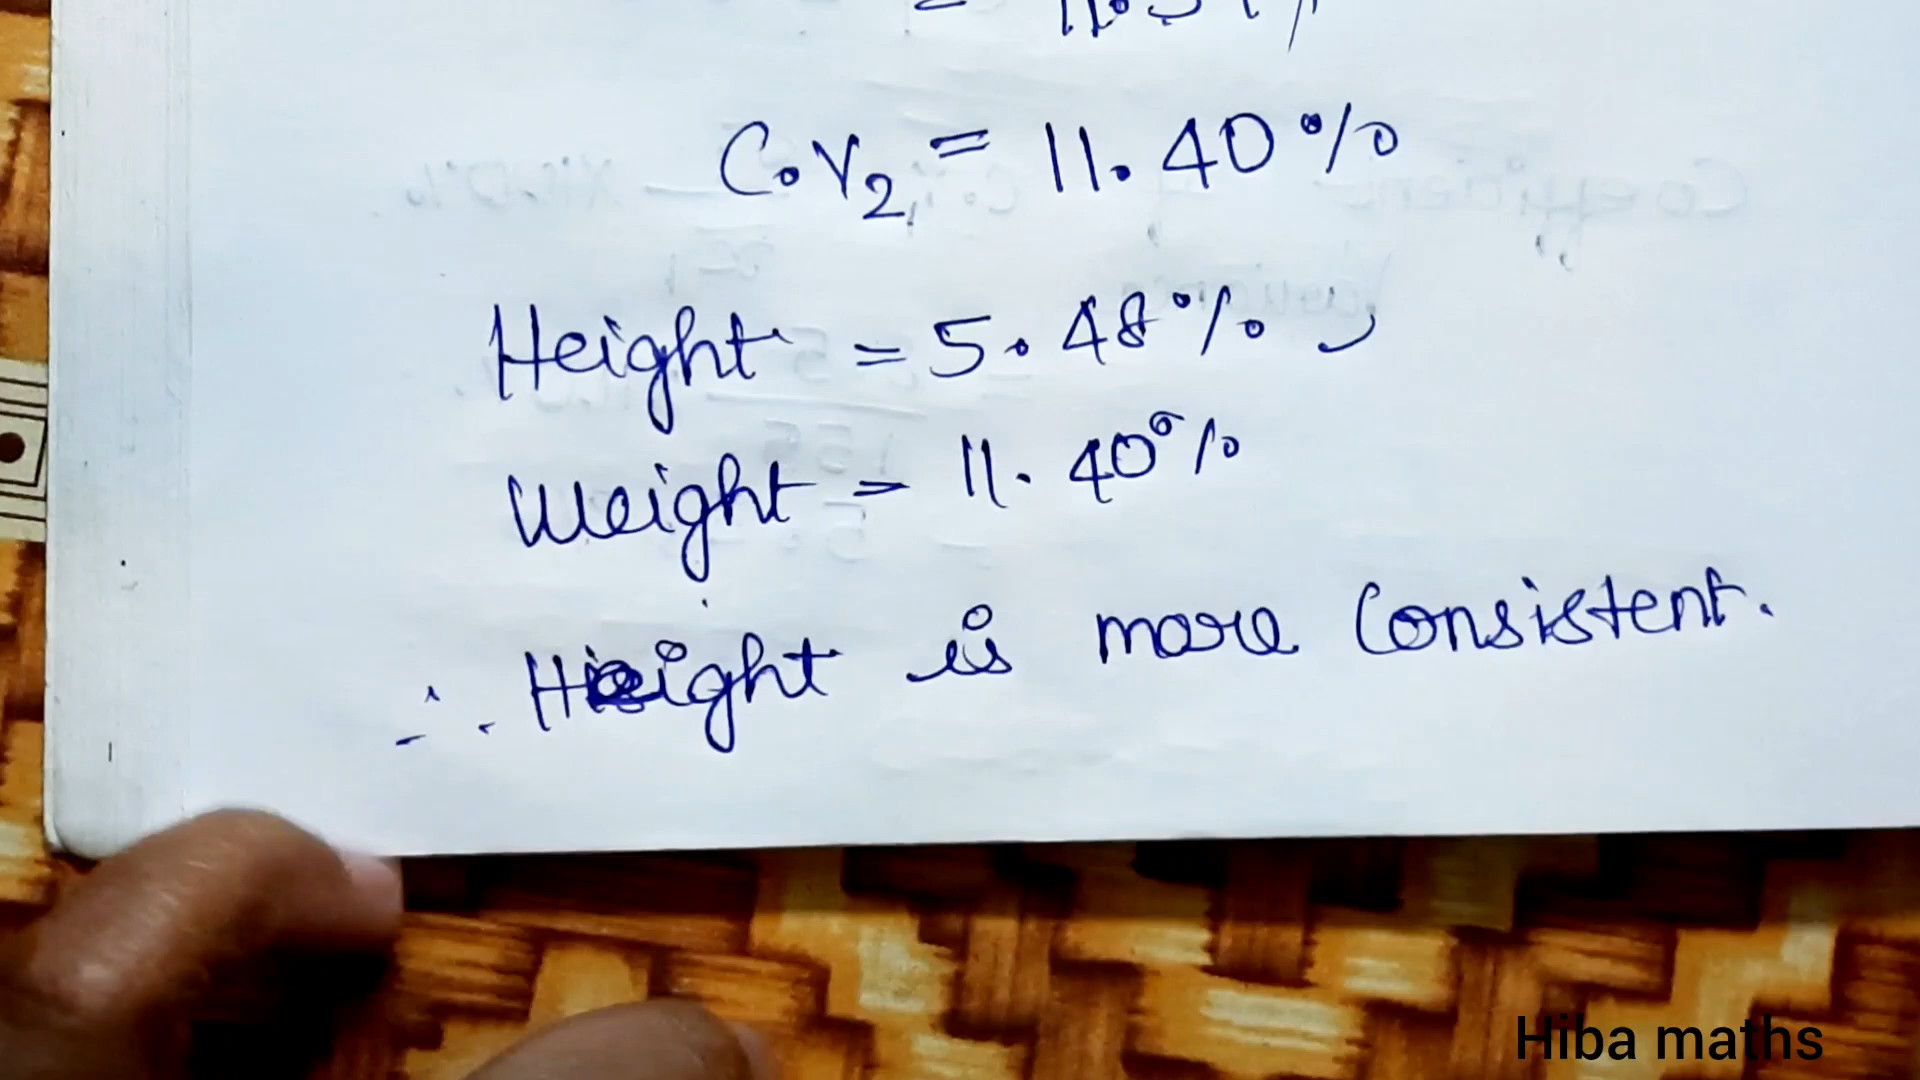 C.V₂ = 11.40%
Height = 5.48%,
Weight = 11.40%
∴ Height is more Consistent.
Hiba maths